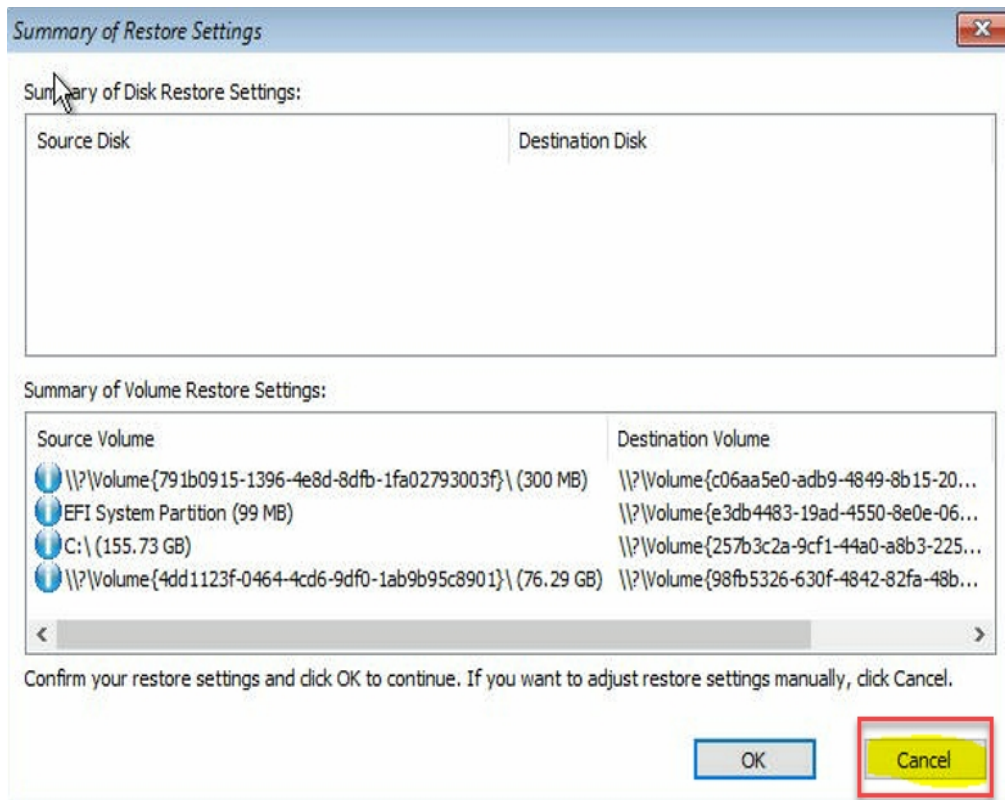 Summary of Restore Settings
Summary of Disk Restore Settings:
Source Disk Destination Disk
Summary of Volume Restore Settings:
Source Volume Destination Volume
\\?\Volume{791b0915-1396-4e8d-8dfb-1fa02793003f}\ (300 MB) \\?\Volume{c06aa5e0-adb9-4849-8b15-20...
EFI System Partition (99 MB) \\?\Volume{e3db4483-19ad-4550-8e0e-06...
C:\ (155.73 GB) \\?\Volume{257b3c2a-9cf1-44a0-a8b3-225...
\\?\Volume{4dd1123f-0464-4cd6-9df0-1ab9b95c8901}\ (76.29 GB) \\?\Volume{98fb5326-630f-4842-82fa-48b...
Confirm your restore settings and click OK to continue. If you want to adjust restore settings manually, click Cancel.
OK Cancel